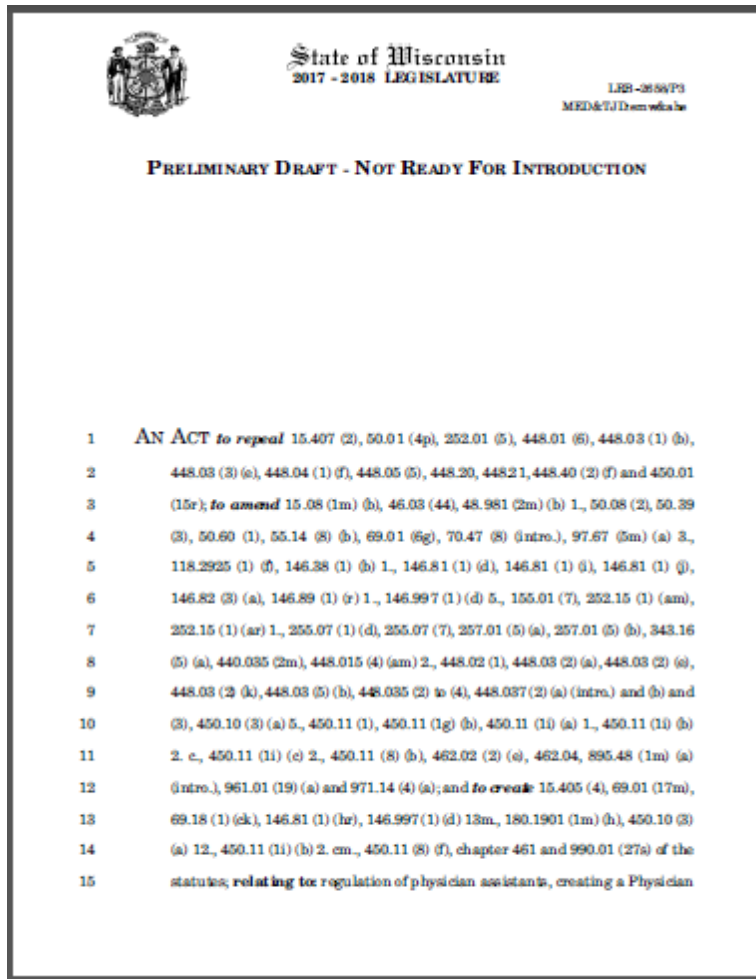 State of Wisconsin
2017 - 2018 LEGISLATURE
LRB-2658/P3
PRELIMINARY DRAFT - NOT READY FOR INTRODUCTION
1 AN ACT to repeal 15.407 (2), 50.01 (4p), 252.01 (5), 448.01 (6), 448.03 (1) (b),
2 448.03 (3) (e), 448.04 (1) (f), 448.05 (5), 448.20, 448.21, 448.40 (2) (f) and 450.01
3 (15r); to amend 15.08 (1m) (b), 46.03 (44), 48.981 (2m) (b) 1., 50.08 (2), 50.39
4 (3), 50.60 (1), 55.14 (8) (b), 69.01 (6g), 70.47 (8) (intro.), 97.67 (5m) (a) 3.,
5 118.2925 (1) (f), 146.38 (1) (b) 1., 146.81 (1) (d), 146.81 (1) (i), 146.81 (1) (j),
6 146.82 (3) (a), 146.89 (1) (r) 1., 146.997 (1) (d) 5., 155.01 (7), 252.15 (1) (am),
7 252.15 (1) (ar) 1., 255.07 (1) (d), 255.07 (7), 257.01 (5) (a), 257.01 (5) (b), 343.16
8 (5) (a), 440.035 (2m), 448.015 (4) (am) 2., 448.02 (1), 448.03 (2) (a), 448.03 (2) (e),
9 448.03 (2) (k), 448.03 (5) (b), 448.035 (2) to (4), 448.037 (2) (a) (intro.) and (b) and
10 (3), 450.10 (3) (a) 5., 450.11 (1), 450.11 (1g) (b), 450.11 (1i) (a) 1., 450.11 (1i) (b)
11 2. c., 450.11 (1i) (c) 2., 450.11 (8) (b), 462.02 (2) (e), 462.04, 895.48 (1m) (a)
12 (intro.), 961.01 (19) (a) and 971.14 (4) (a); and to create 15.405 (4), 69.01 (17m),
13 69.18 (1) (ck), 146.81 (1) (hr), 146.997 (1) (d) 13m., 180.1901 (1m) (h), 450.10 (3)
14 (a) 12., 450.11 (1i) (b) 2. cm., 450.11 (8) (f), chapter 461 and 990.01 (27s) of the
15 statutes; relating to: regulation of physician assistants, creating a Physician